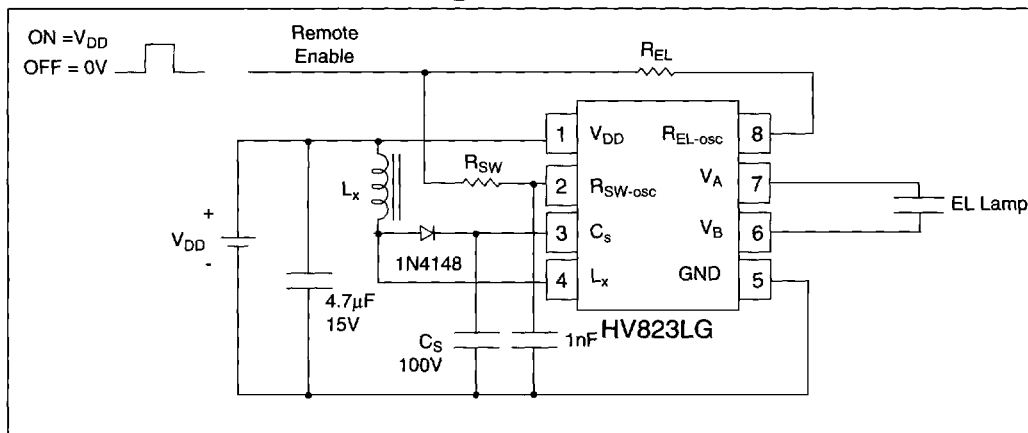 ON =VDD
OFF = 0V
Remote
Enable
REL
1 VDD REL-osc 8
RSW
2 RSW-osc VA 7
Lx
EL Lamp
3 Cs VB 6
+
VDD
-
1N4148
4 Lx GND 5
4.7µF
15V
HV823LG
CS
100V
1nF